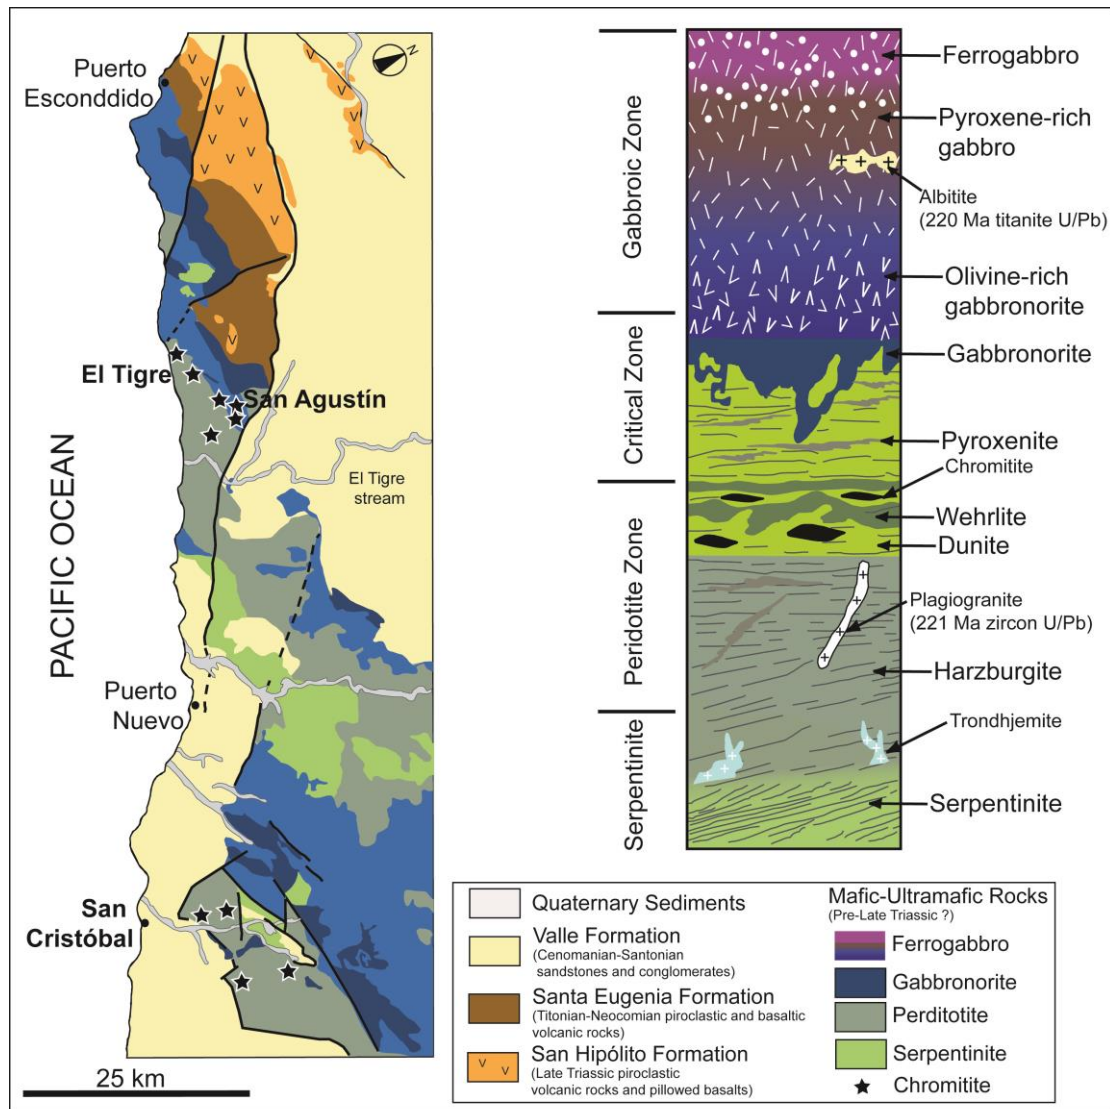 Puerto
Esconddido
N
El Tigre
San Agustín
El Tigre
stream
PACIFIC OCEAN
Puerto
Nuevo
San
Cristóbal
25 km
Gabbroic Zone
Critical Zone
Peridotite Zone
Serpentinite
Ferrogabbro
Pyroxene-rich
gabbro
Albitite
(220 Ma titanite U/Pb)
Olivine-rich
gabbronorite
Gabbronorite
Pyroxenite
Chromitite
Wehrlite
Dunite
Plagiogranite
(221 Ma zircon U/Pb)
Harzburgite
Trondhjemite
Serpentinite
Quaternary Sediments
Valle Formation
(Cenomanian-Santonian
sandstones and conglomerates)
Santa Eugenia Formation
(Titonian-Neocomian piroclastic and basaltic
volcanic rocks)
San Hipólito Formation
(Late Triassic piroclastic
volcanic rocks and pillowed basalts)
Mafic-Ultramafic Rocks
(Pre-Late Triassic ?)
Ferrogabbro
Gabbronorite
Perditotite
Serpentinite
Chromitite